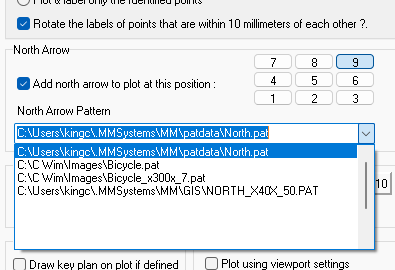 Plot & label only the identified points
Rotate the labels of points that are within 10 millimeters of each other ?.
North Arrow
7 8 9
Add north arrow to plot at this position :
4 5 6
1 2 3
North Arrow Pattern
C:\Users\kingc\.MMSystems\MM\patdata\North.pat
C:\Users\kingc\.MMSystems\MM\patdata\North.pat
C:\C Wim\Images\Bicycle.pat
C:\C Wim\Images\Bicycle_x300x_7.pat
10
C:\Users\kingc\.MMSystems\MM\GIS\NORTH_X40X_50.PAT
Draw key plan on plot if defined
Plot using viewport settings